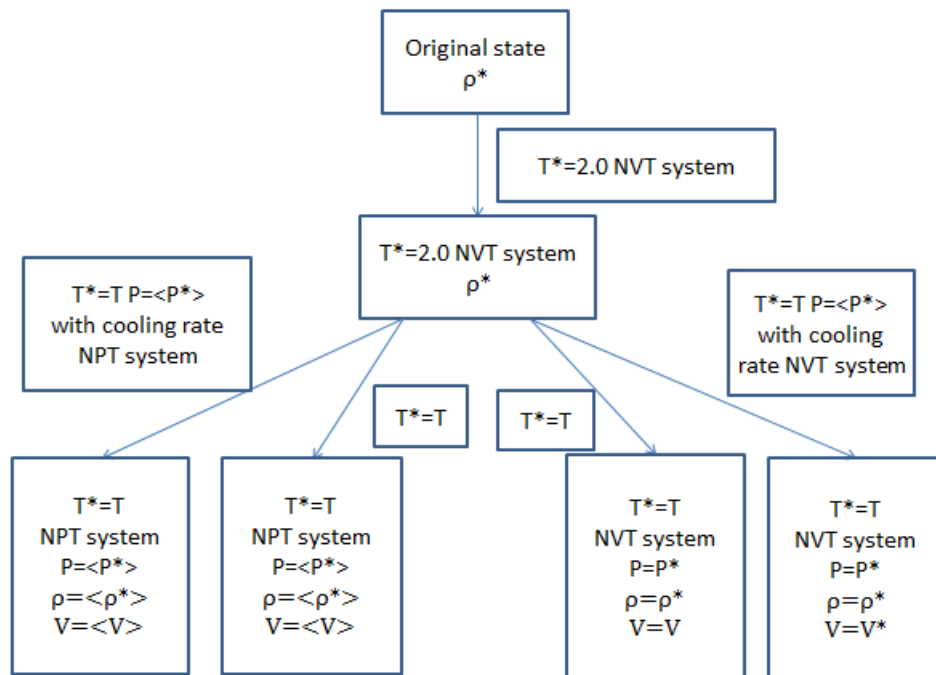 Original state
ρ*
T*=2.0 NVT system
T*=2.0 NVT system
ρ*
T*=T P=<P*>
with cooling rate
NPT system
T*=T P=<P*>
with cooling
rate NVT system
T*=T
T*=T
T*=T
NPT system
P=<P*>
ρ=<ρ*>
V=<V>
T*=T
NPT system
P=<P*>
ρ=<ρ*>
V=<V>
T*=T
NVT system
P=P*
ρ=ρ*
V=V
T*=T
NVT system
P=P*
ρ=ρ*
V=V*